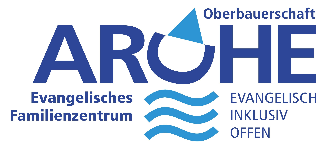 Oberbauerschaft
ARCHE
Evangelisches
Familienzentrum
EVANGELISCH
INKLUSIV
OFFEN